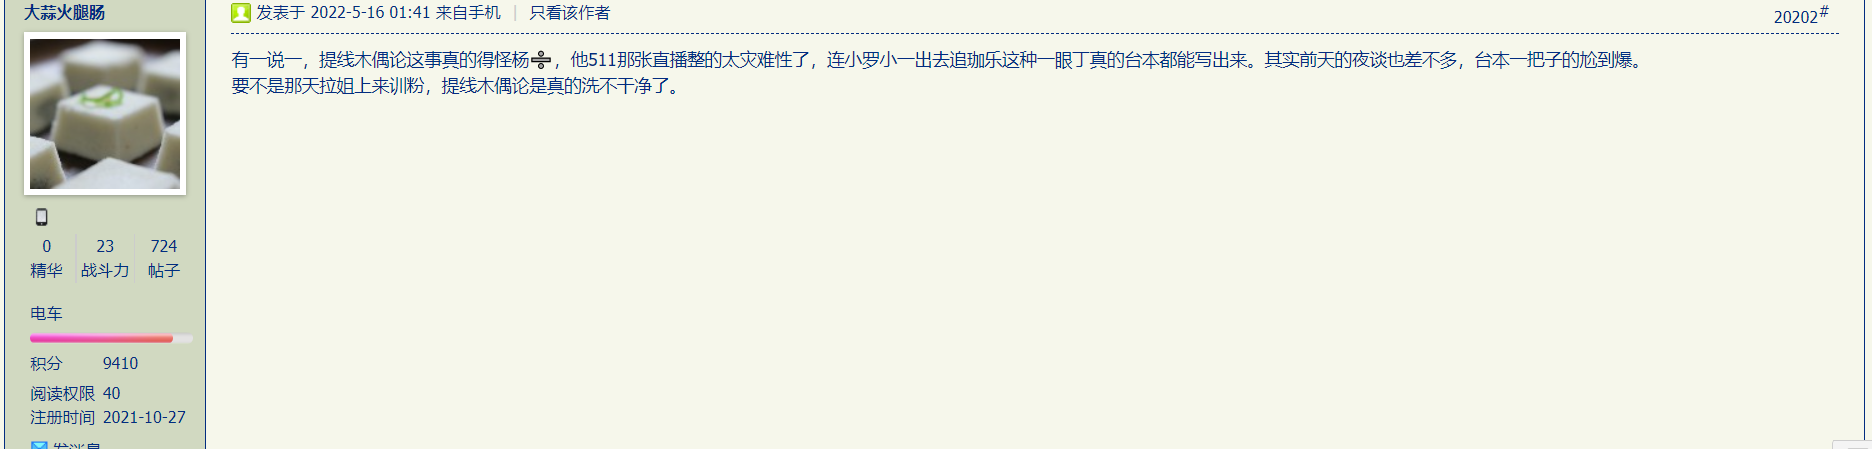 大蒜火腿肠
0 23 724
精华 战斗力 帖子
电车
积分 9410
阅读权限 40
注册时间 2021-10-27
发消息
发表于 2022-5-16 01:41 来自手机 | 只看该作者
20202#
有一说一，提线木偶论这事真的得怪杨➗，他511那张直播整的太灾难性了，连小罗小一出去追珈乐这种一眼丁真的台本都能写出来。其实前天的夜谈也差不多，台本一把子的尬到爆。
要不是那天拉姐上来训粉，提线木偶论是真的洗不干净了。